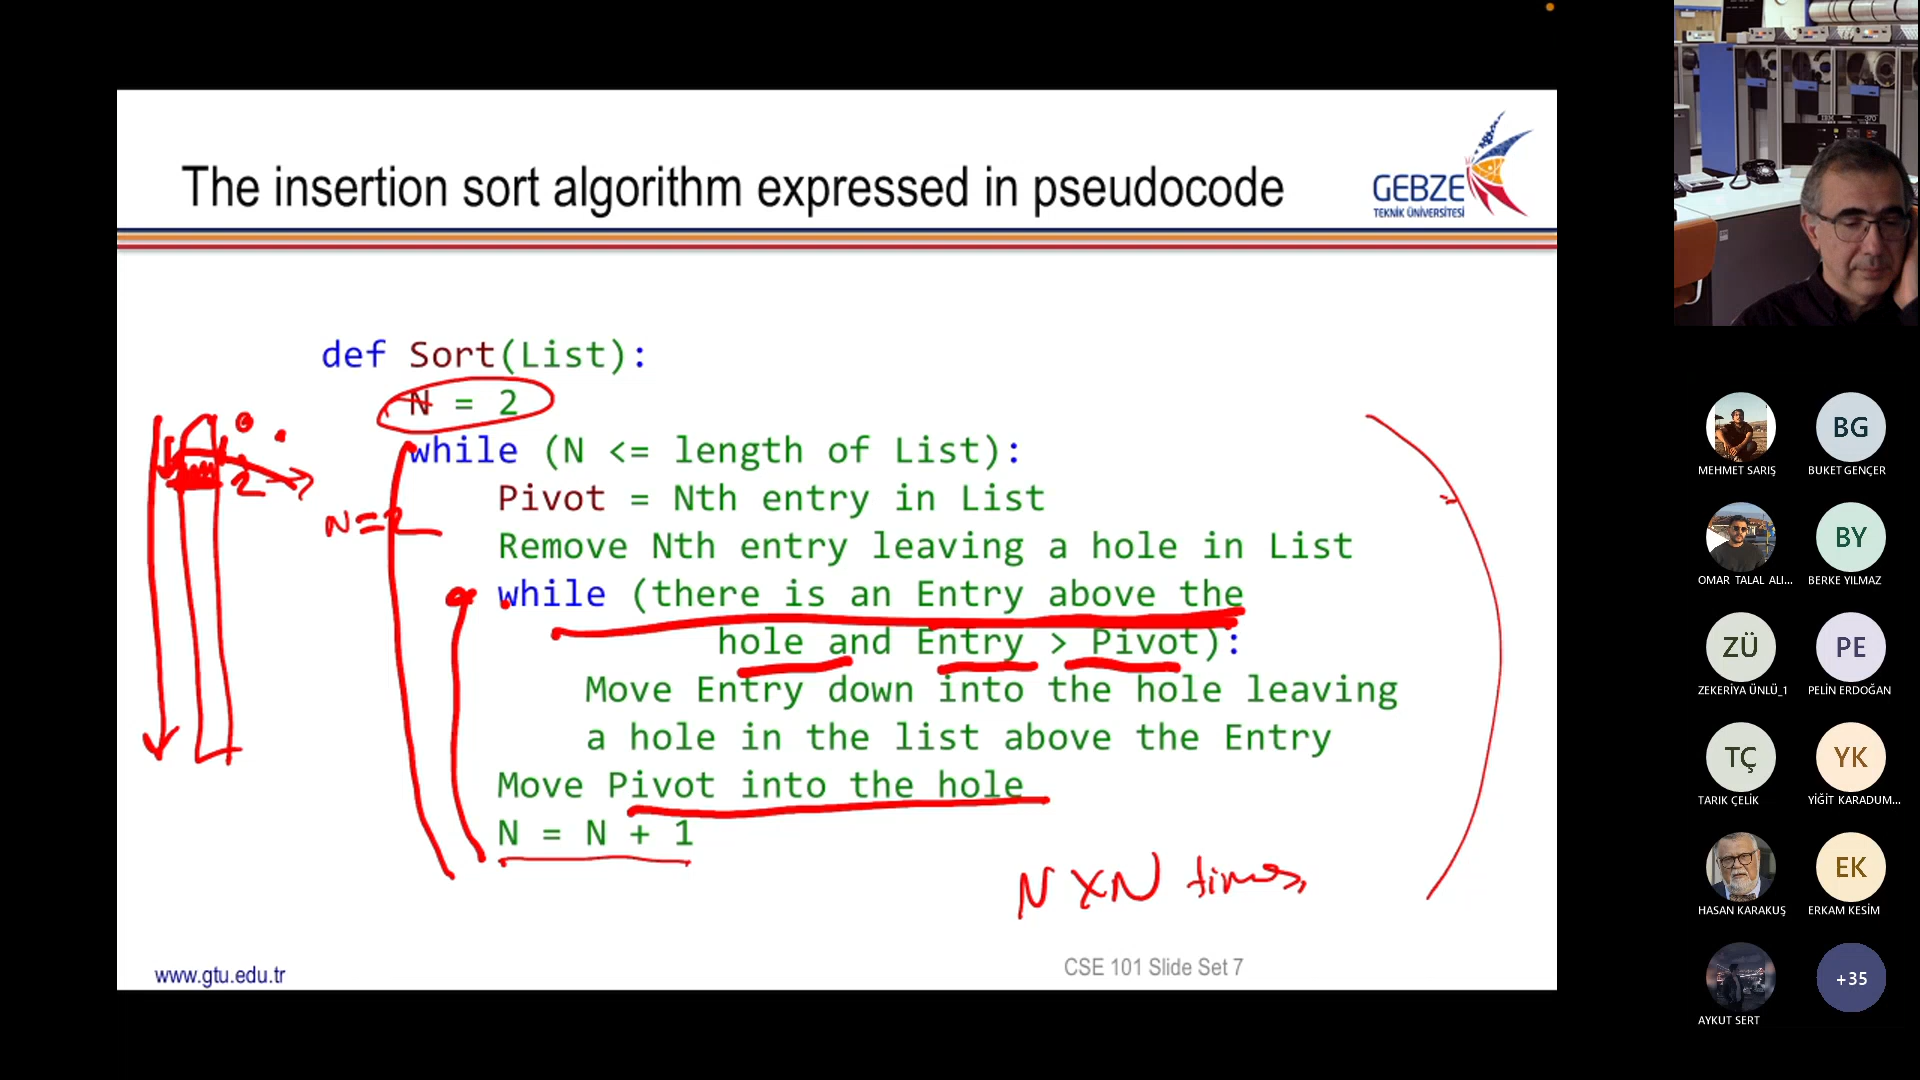 The insertion sort algorithm expressed in pseudocode
GEBZE
TEKNİK ÜNİVERSİTESİ
def Sort(List):
N = 2
while (N <= length of List):
Pivot = Nth entry in List
Remove Nth entry leaving a hole in List
while (there is an Entry above the
hole and Entry > Pivot):
Move Entry down into the hole leaving
a hole in the list above the Entry
Move Pivot into the hole
N = N + 1
2
N=2
N x N times,
www.gtu.edu.tr
CSE 101 Slide Set 7
MEHMET SARIŞ
BG
BUKET GENÇER
OMAR TALAL ALI...
BY
BERKE YILMAZ
ZÜ
ZEKERİYA ÜNLÜ_1
PE
PELİN ERDOĞAN
TÇ
TARIK ÇELİK
YK
YİĞİT KARADUM...
HASAN KARAKUŞ
EK
ERKAM KESİM
AYKUT SERT
+35